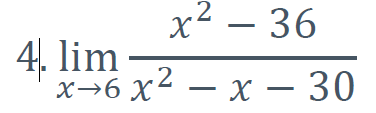 4. lim x→6 (x² − 36)/(x² − x − 30)